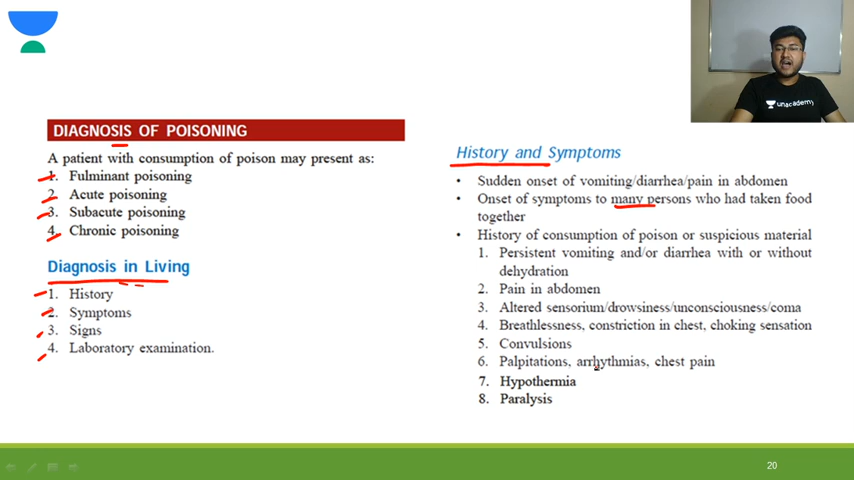 unacademy
DIAGNOSIS OF POISONING
A patient with consumption of poison may present as:
1. Fulminant poisoning
2. Acute poisoning
3. Subacute poisoning
4. Chronic poisoning
Diagnosis in Living
1. History
2. Symptoms
3. Signs
4. Laboratory examination.
History and Symptoms
• Sudden onset of vomiting/diarrhea/pain in abdomen
• Onset of symptoms to many persons who had taken food
together
• History of consumption of poison or suspicious material
1. Persistent vomiting and/or diarrhea with or without
dehydration
2. Pain in abdomen
3. Altered sensorium/drowsiness/unconsciousness/coma
4. Breathlessness, constriction in chest, choking sensation
5. Convulsions
6. Palpitations, arrhythmias, chest pain
7. Hypothermia
8. Paralysis
20